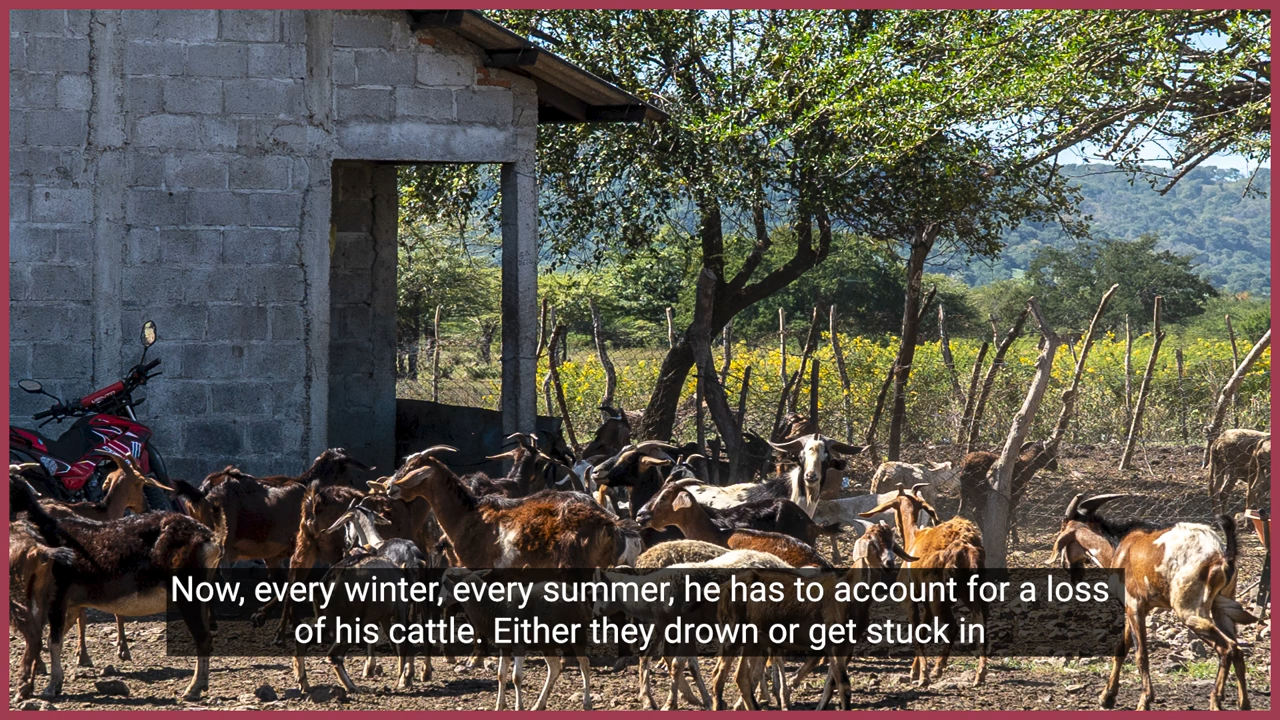 Now, every winter, every summer, he has to account for a loss
of his cattle. Either they drown or get stuck in